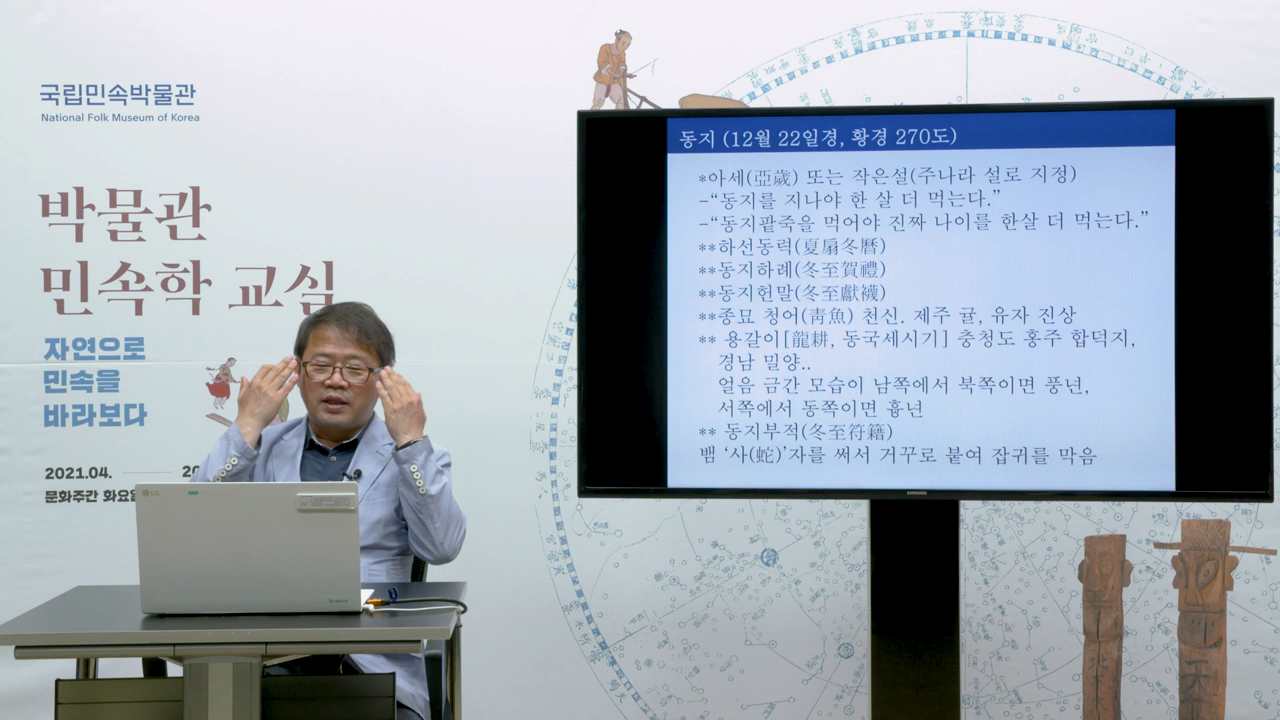 국립민속박물관
National Folk Museum of Korea
박물관
민속학 교실
자연으로
민속을
바라보다
2021.04.
문화주간 화요일
LG
동지 (12월 22일경, 황경 270도)
*아세(亞歲) 또는 작은설(주나라 설로 지정)
-“동지를 지나야 한 살 더 먹는다.”
-“동지팥죽을 먹어야 진짜 나이를 한살 더 먹는다.”
**하선동력(夏扇冬曆)
**동지하례(冬至賀禮)
**동지헌말(冬至獻襪)
**종묘 청어(靑魚) 천신. 제주 귤, 유자 진상
** 용갈이[龍耕, 동국세시기] 충청도 홍주 합덕지,
경남 밀양..
얼음 금간 모습이 남쪽에서 북쪽이면 풍년,
서쪽에서 동쪽이면 흉년
** 동지부적(冬至符籍)
뱀 ‘사(蛇)’자를 써서 거꾸로 붙여 잡귀를 막음
SAMSUNG